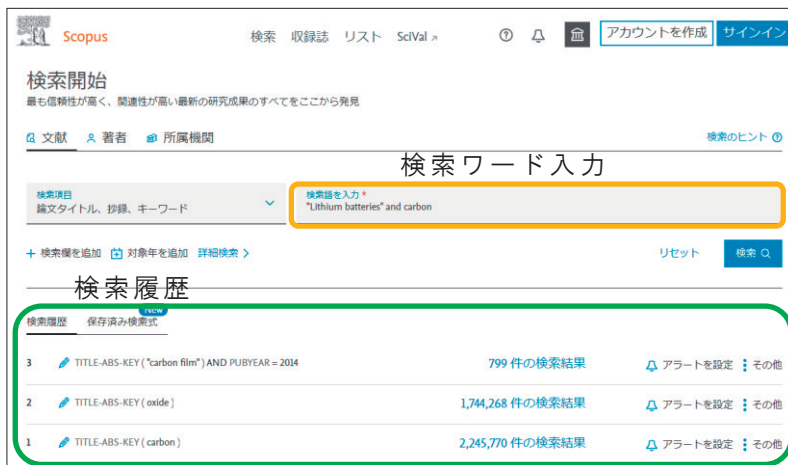 Scopus 検索 収録誌 リスト SciVal アカウントを作成 サインイン
検索開始
最も信頼性が高く、関連性が高い最新の研究成果のすべてをここから発見
文献 著者 所属機関 検索のヒント
検索ワード入力
検索項目
論文タイトル、抄録、キーワード
検索語を入力 *
"Lithium batteries" and carbon
+ 検索欄を追加 対象年を追加 詳細検索 > リセット 検索
検索履歴
New
検索履歴 保存済み検索式
3 TITLE-ABS-KEY ( "carbon film" ) AND PUBYEAR = 2014 799 件の検索結果 アラートを設定 その他
2 TITLE-ABS-KEY ( oxide ) 1,744,268 件の検索結果 アラートを設定 その他
1 TITLE-ABS-KEY ( carbon ) 2,245,770 件の検索結果 アラートを設定 その他